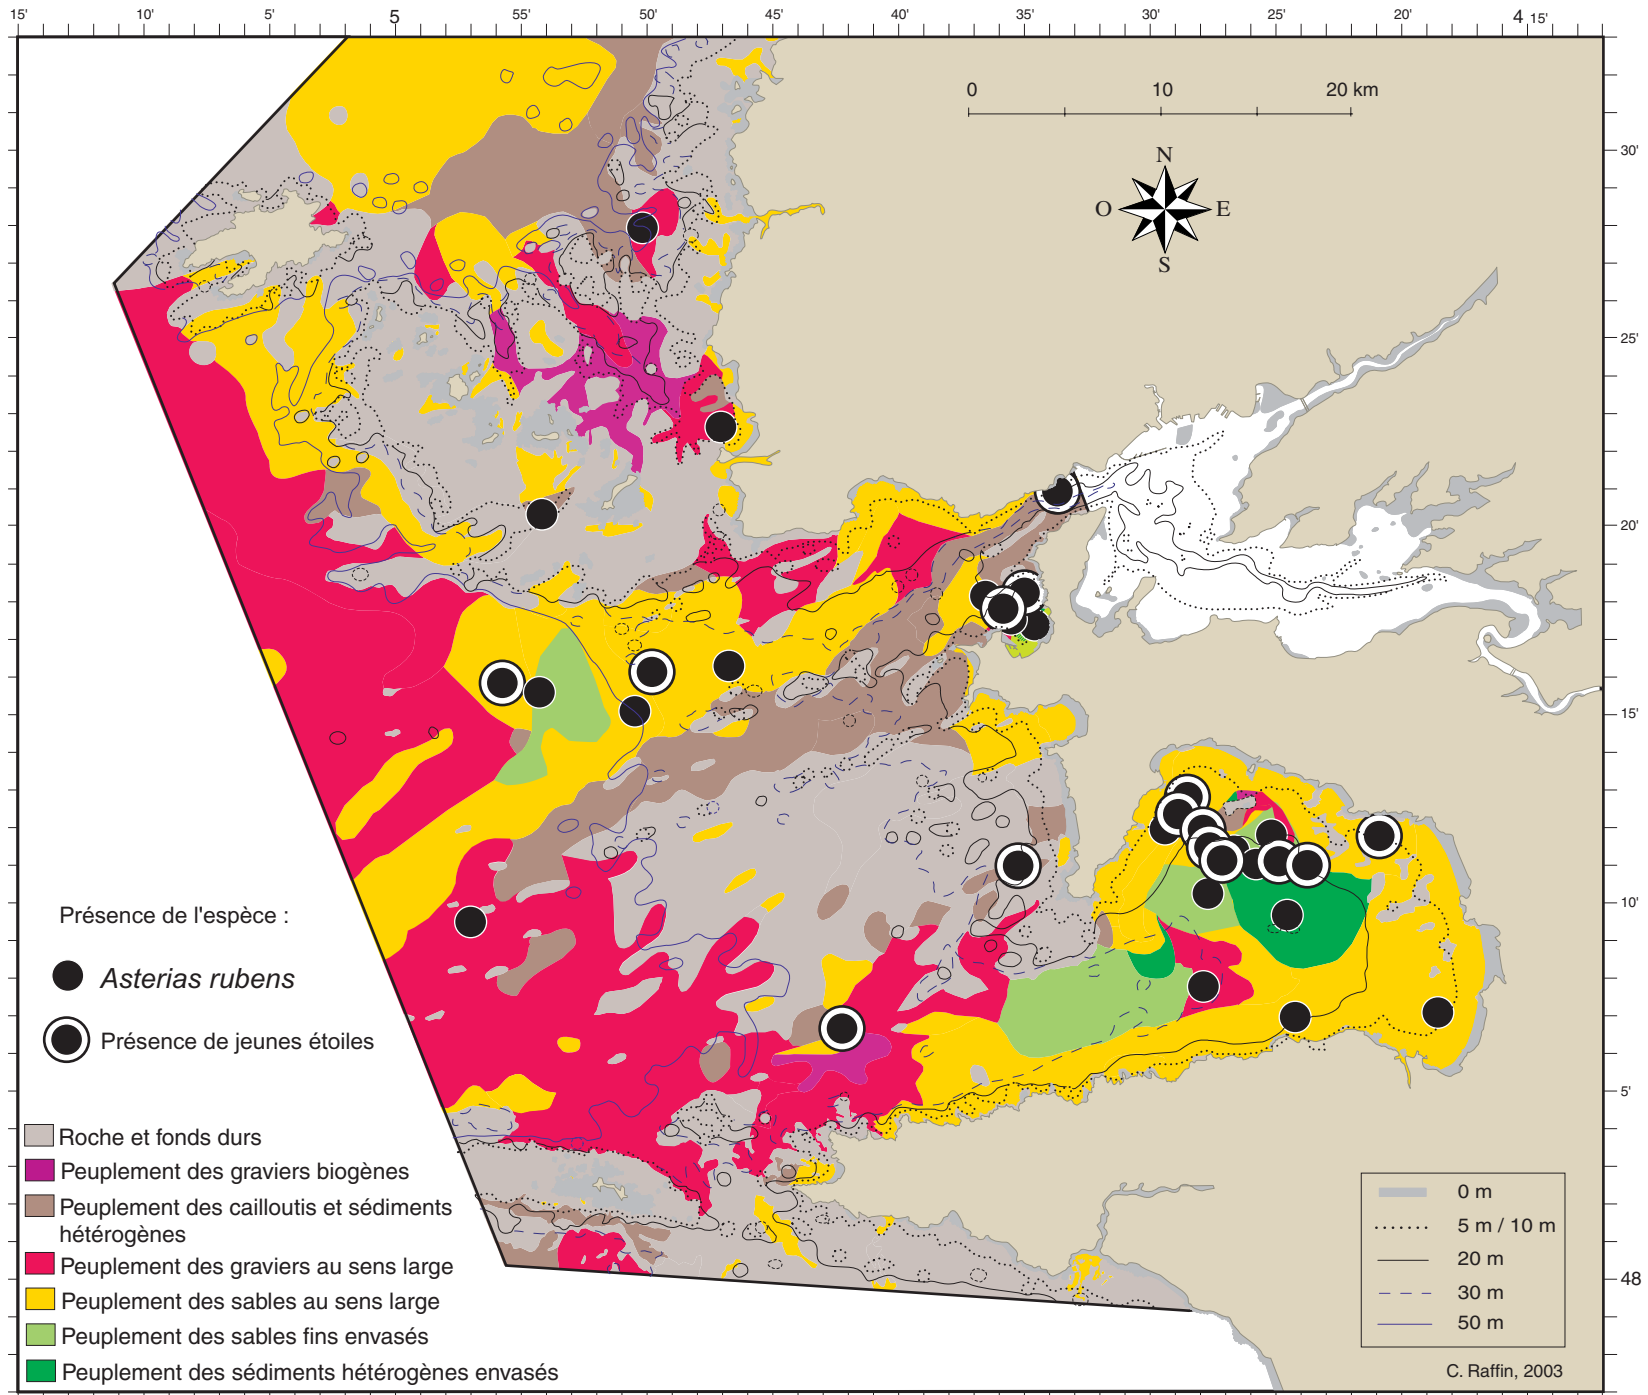 15' 10' 5' 5 55' 50' 45' 40' 35' 30' 25' 20' 4 15'
0 10 20 km
N
O E
S
30'
25'
20'
15'
10'
5'
48
Présence de l'espèce :
Asterias rubens
Présence de jeunes étoiles
Roche et fonds durs
Peuplement des graviers biogènes
Peuplement des cailloutis et sédiments
hétérogènes
Peuplement des graviers au sens large
Peuplement des sables au sens large
Peuplement des sables fins envasés
Peuplement des sédiments hétérogènes envasés
0 m
5 m / 10 m
20 m
30 m
50 m
C. Raffin, 2003